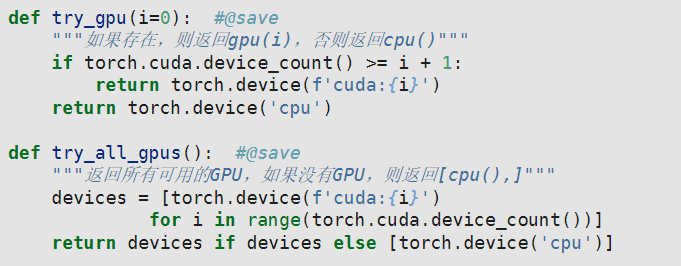 def try_gpu(i=0):  #@save
    """如果存在，则返回gpu(i)，否则返回cpu()"""
    if torch.cuda.device_count() >= i + 1:
        return torch.device(f'cuda:{i}')
    return torch.device('cpu')

def try_all_gpus():  #@save
    """返回所有可用的GPU，如果没有GPU，则返回[cpu(),]"""
    devices = [torch.device(f'cuda:{i}')
             for i in range(torch.cuda.device_count())]
    return devices if devices else [torch.device('cpu')]